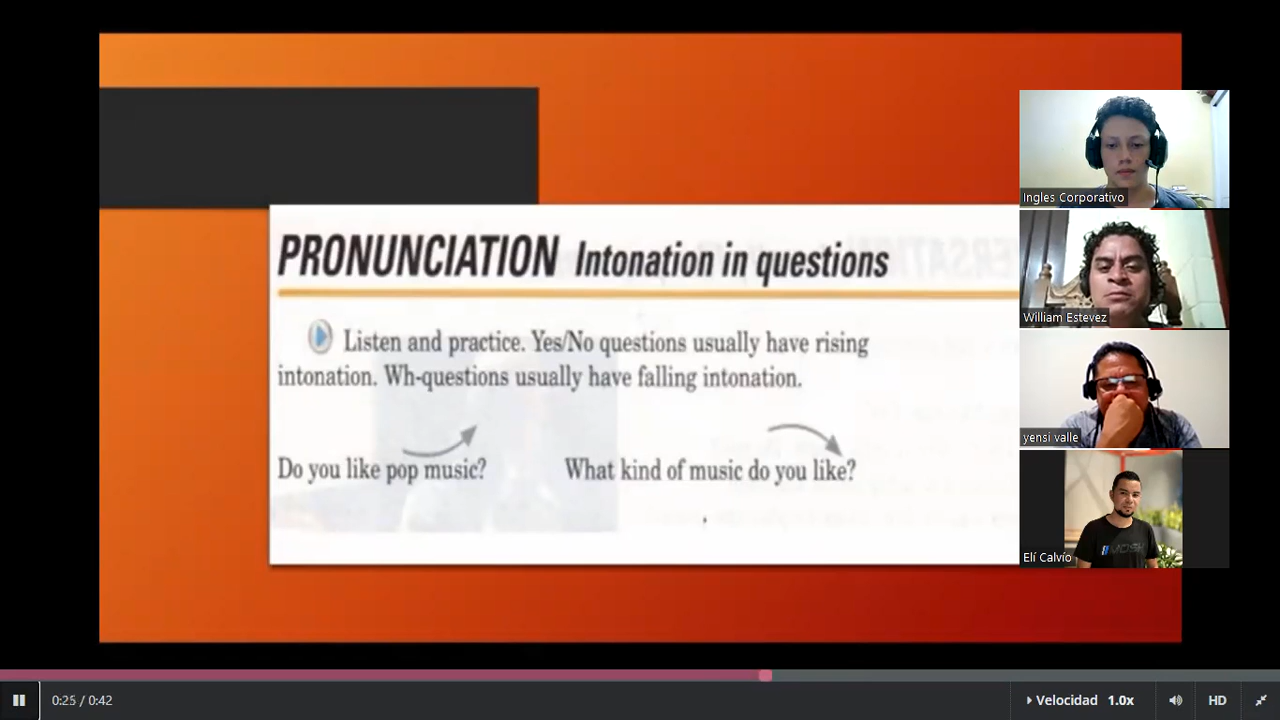 PRONUNCIATION Intonation in questions
Listen and practice. Yes/No questions usually have rising
intonation. Wh-questions usually have falling intonation.
Do you like pop music? What kind of music do you like?
Ingles Corporativo
William Estevez
yensi valle
Elí Calvío
0:25 / 0:42
Velocidad 1.0x
HD